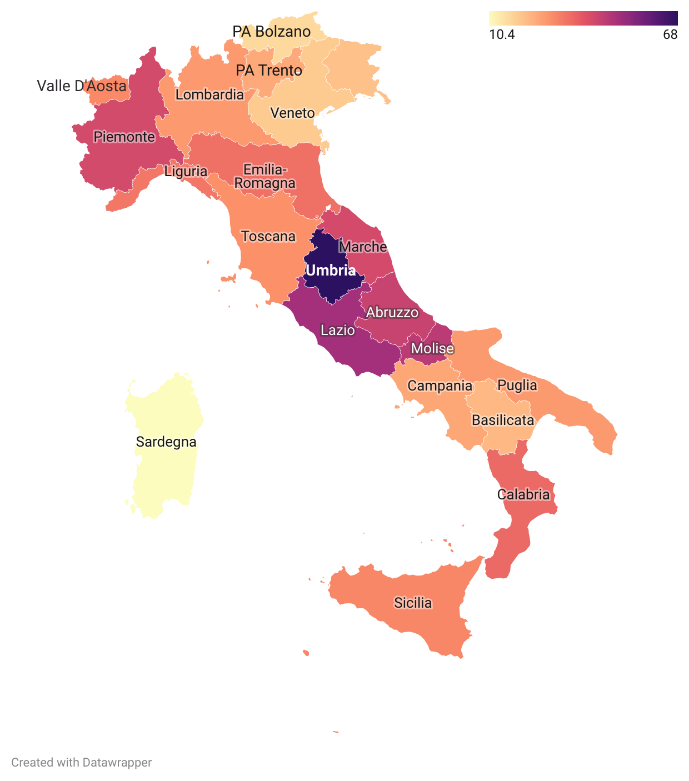 10.4
68
PA Bolzano
PA Trento
Valle D'Aosta
Lombardia
Veneto
Piemonte
Liguria
Emilia-
Romagna
Toscana
Marche
Umbria
Abruzzo
Lazio
Molise
Campania
Puglia
Basilicata
Sardegna
Calabria
Sicilia
Created with Datawrapper